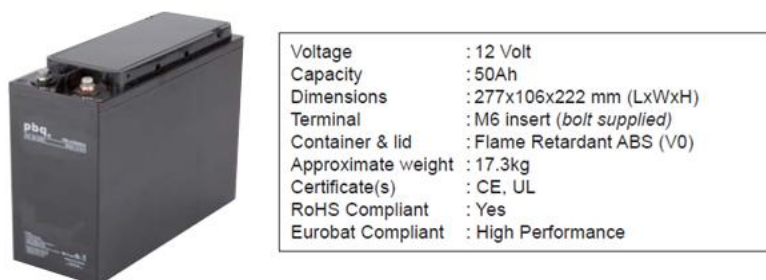 pbq.
Voltage : 12 Volt
Capacity : 50Ah
Dimensions : 277x106x222 mm (LxWxH)
Terminal : M6 insert (bolt supplied)
Container & lid : Flame Retardant ABS (V0)
Approximate weight : 17.3kg
Certificate(s) : CE, UL
RoHS Compliant : Yes
Eurobat Compliant : High Performance